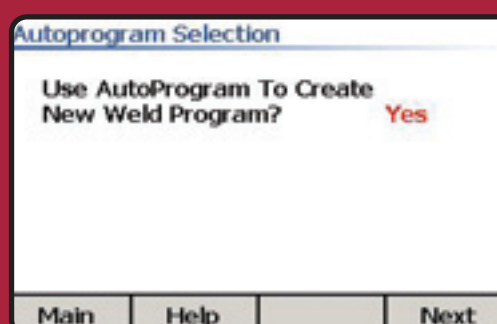 Autoprogram Selection
Use AutoProgram To Create
New Weld Program? Yes
Main Help Next